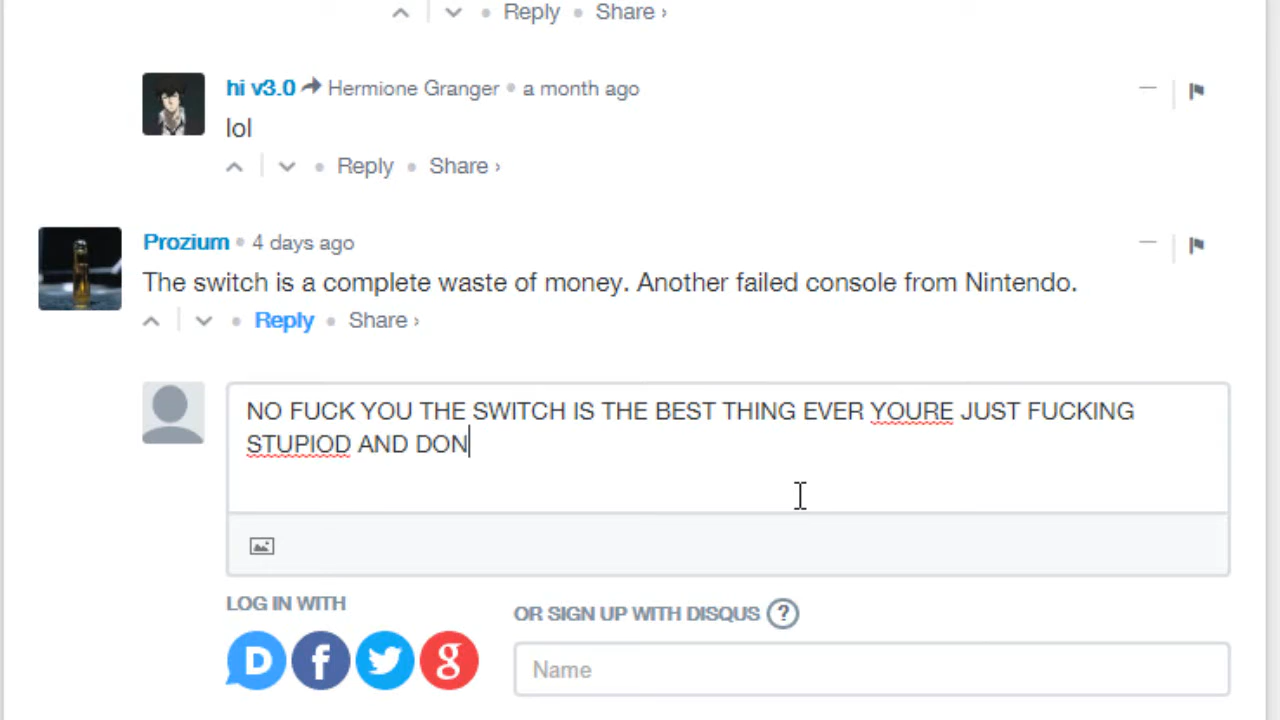 Reply • Share ›
hi v3.0 Hermione Granger • a month ago
lol
Reply • Share ›
Prozium • 4 days ago
The switch is a complete waste of money. Another failed console from Nintendo.
Reply • Share ›
NO FUCK YOU THE SWITCH IS THE BEST THING EVER YOURE JUST FUCKING
STUPIOD AND DON
LOG IN WITH
OR SIGN UP WITH DISQUS ?
D f g
Name